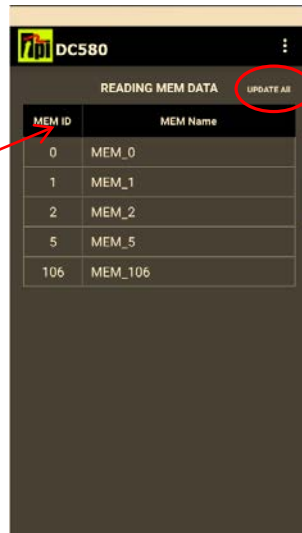 TPI DC580
READING MEM DATA UPDATE All
MEM ID MEM Name
0 MEM_0
1 MEM_1
2 MEM_2
5 MEM_5
106 MEM_106